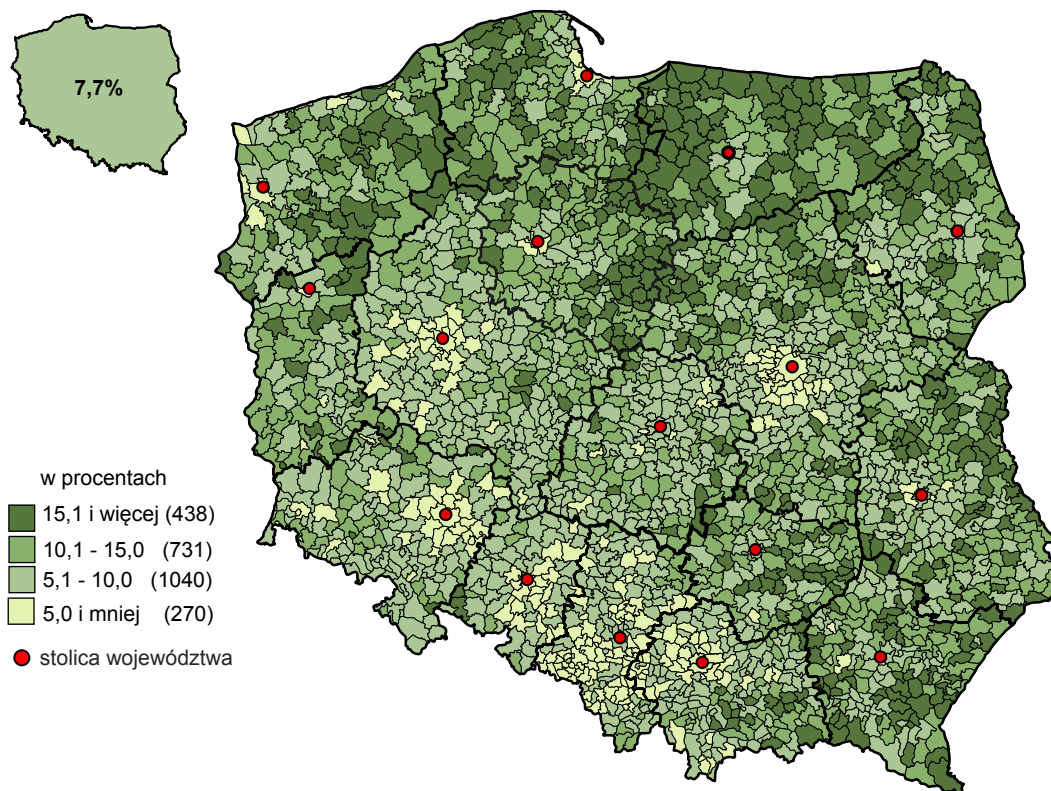 7,7%
w procentach
15,1 i więcej (438)
10,1 - 15,0 (731)
5,1 - 10,0 (1040)
5,0 i mniej (270)
stolica województwa